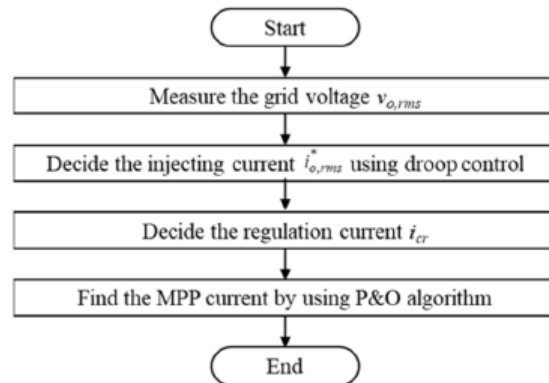 Start
Measure the grid voltage v_{o,rms}
Decide the injecting current i^{*}_{o,rms} using droop control
Decide the regulation current i_{cr}
Find the MPP current by using P&O algorithm
End